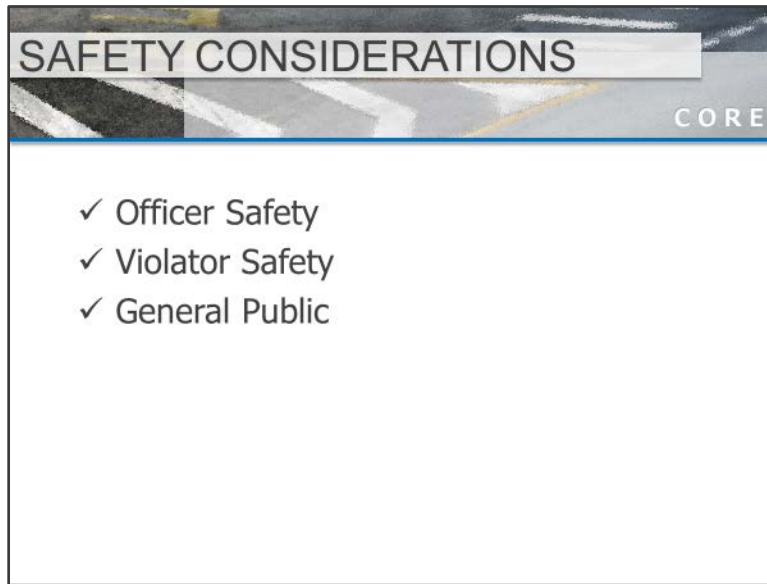 SAFETY CONSIDERATIONS
CORE
✓ Officer Safety
✓ Violator Safety
✓ General Public